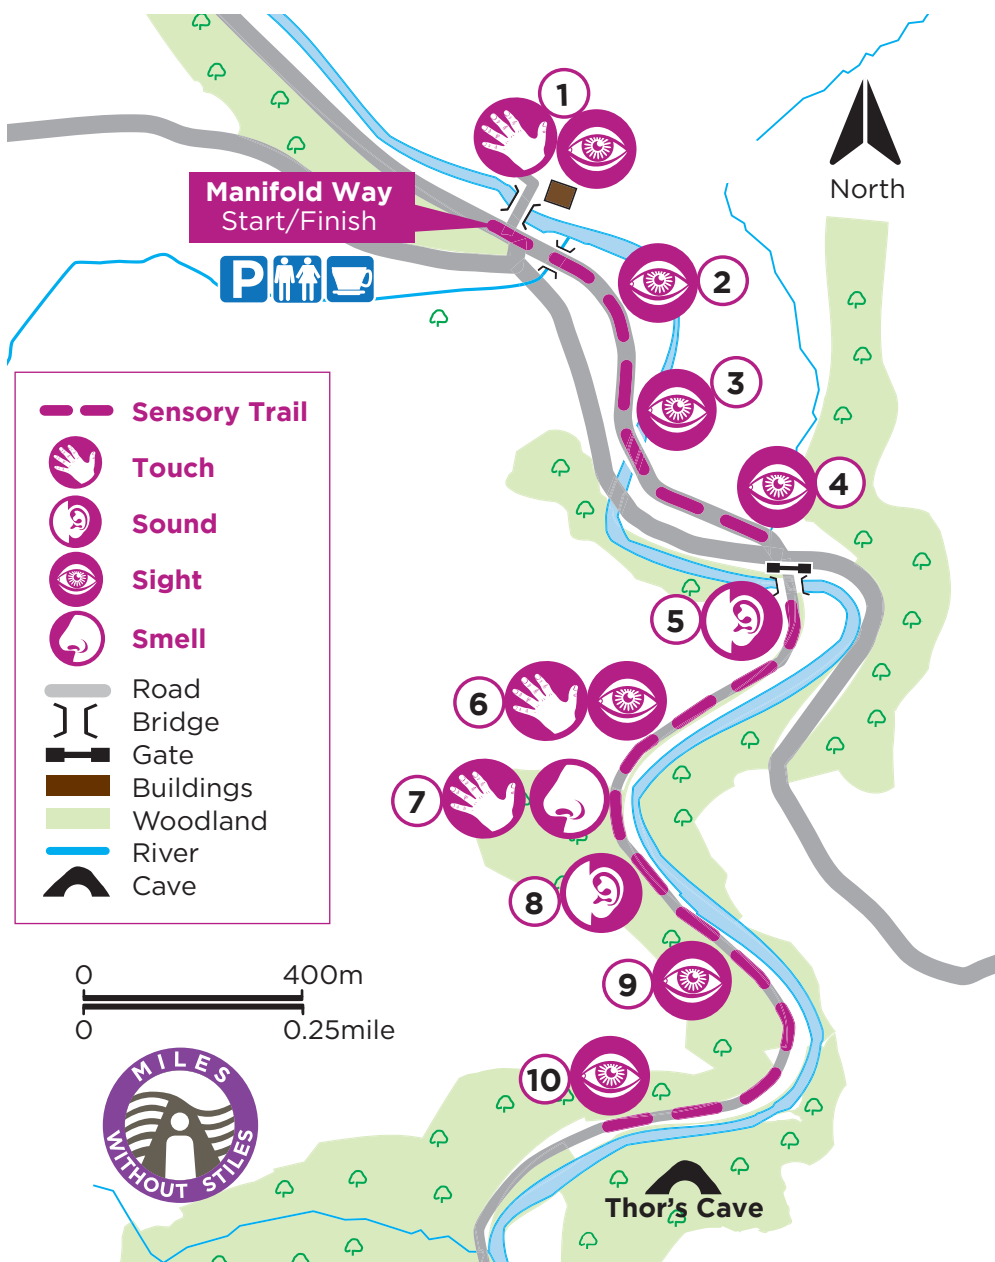 1
North
Manifold Way
Start/Finish
P
2
3
4
Sensory Trail
Touch
Sound
Sight
Smell
Road
Bridge
Gate
Buildings
Woodland
River
Cave
5
6
7
8
9
10
0 400m
0 0.25mile
MILES
WITHOUT STILES
Thor's Cave